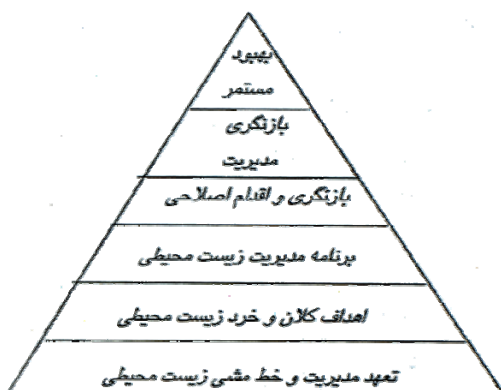 بهبود
مستمر
بازنگری
مدیریت
بازنگری و اقدام اصلاحی
برنامه مدیریت زیست محیطی
اهداف کلان و خرد زیست محیطی
تعهد مدیریت و خط مشی زیست محیطی